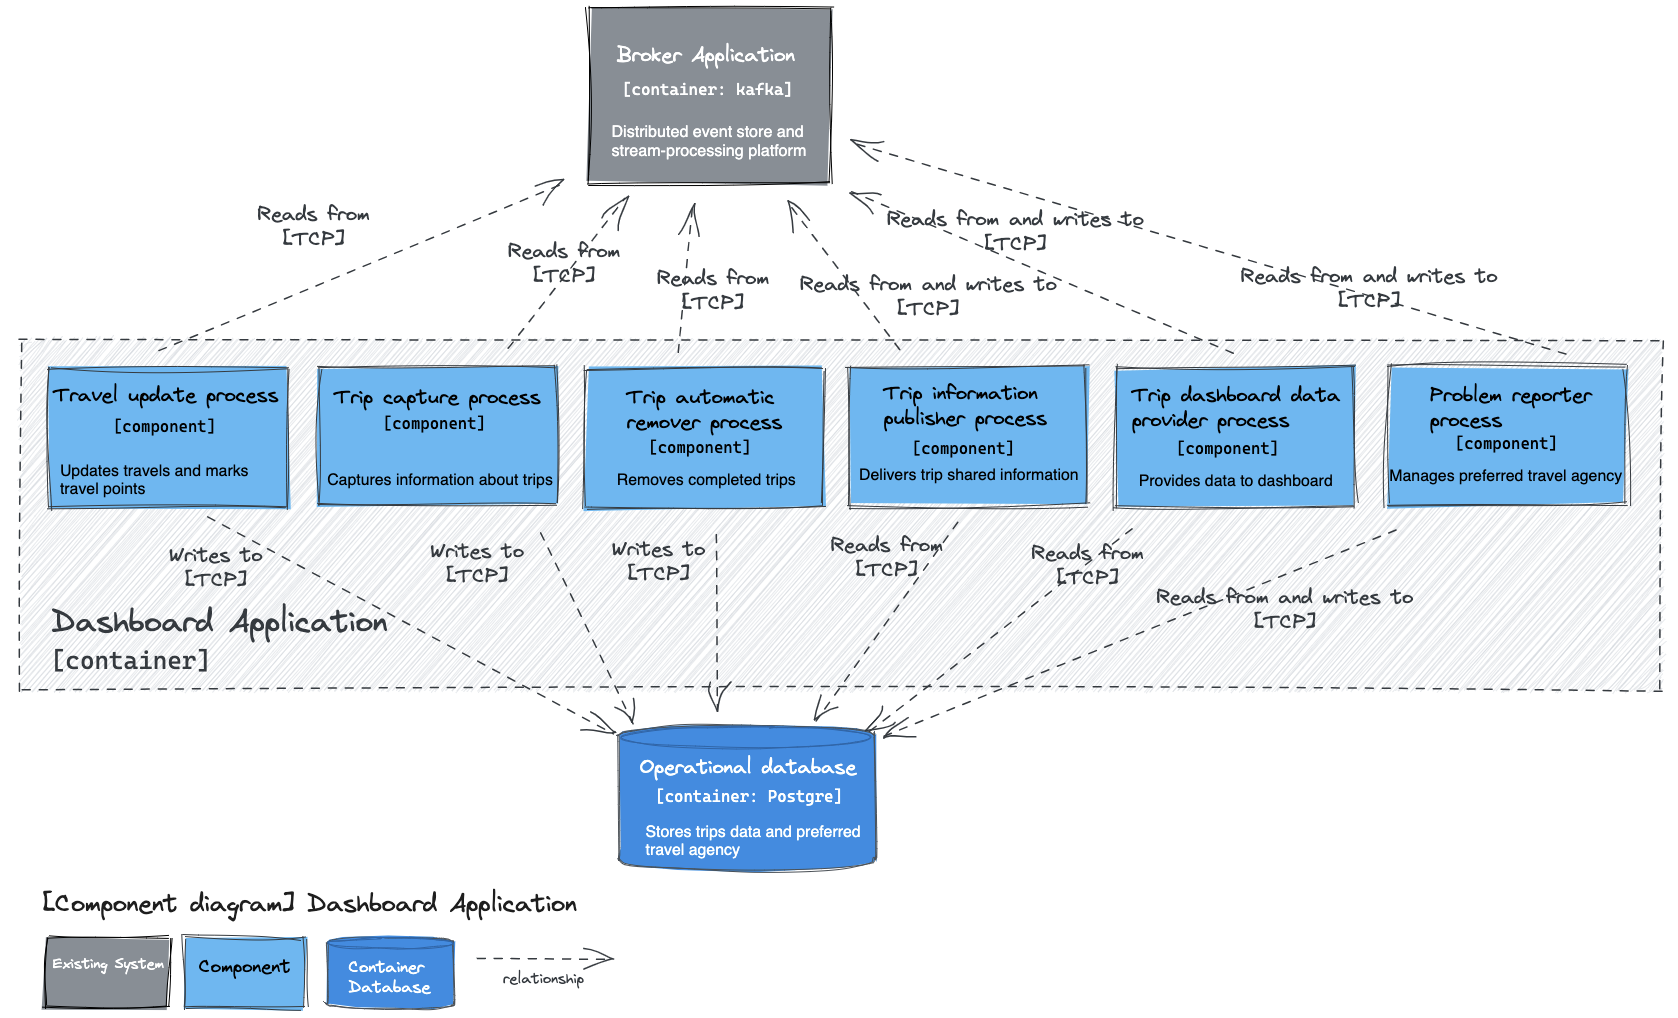 Broker Application
[container: kafka]
Distributed event store and
stream-processing platform
Reads from
[TCP]
Reads from
[TCP]
Reads from
[TCP]
Reads from and writes to
[TCP]
Reads from and writes to
[TCP]
Reads from and writes to
[TCP]
Travel update process
[component]
Updates travels and marks
travel points
Trip capture process
[component]
Captures information about trips
Trip automatic
remover process
[component]
Removes completed trips
Trip information
publisher process
[component]
Delivers trip shared information
Trip dashboard data
provider process
[component]
Provides data to dashboard
Problem reporter
process
[component]
Manages preferred travel agency
Writes to
[TCP]
Writes to
[TCP]
Writes to
[TCP]
Reads from
[TCP]
Reads from
[TCP]
Reads from and writes to
[TCP]
Dashboard Application
[container]
Operational database
[container: Postgre]
Stores trips data and preferred
travel agency
[Component diagram] Dashboard Application
Existing System
Component
Container
Database
relationship